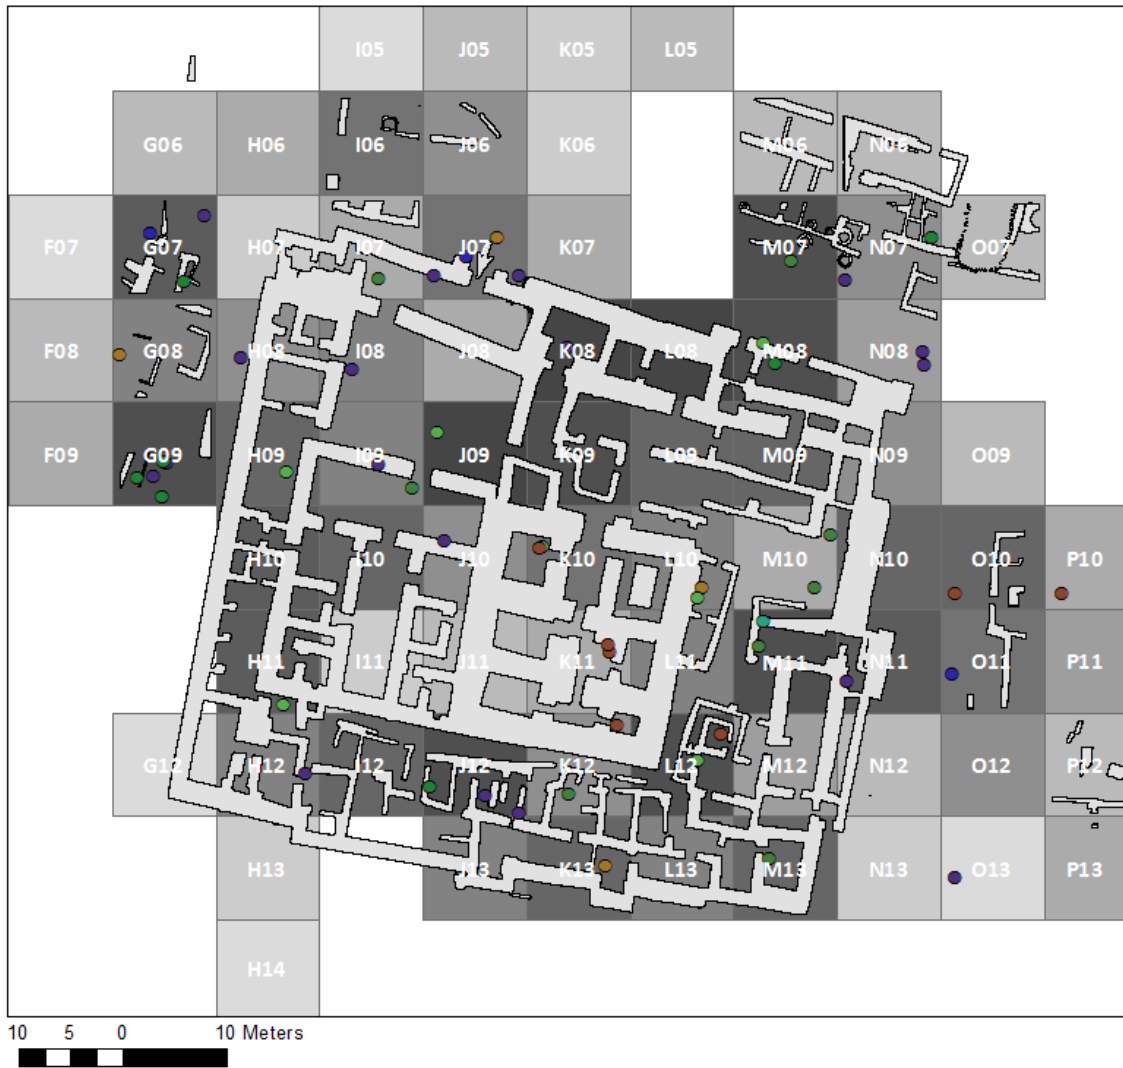 I05 J05 K05 L05
G06 H06 I06 J06 K06 M06 N06
F07 G07 H07 I07 J07 K07 M07 N07 O07
F08 G08 H08 I08 J08 K08 L08 M08 N08
F09 G09 H09 I09 J09 K09 L09 M09 N09 O09
H10 I10 J10 K10 L10 M10 N10 O10 P10
H11 I11 J11 K11 L11 M11 N11 O11 P11
G12 H12 I12 J12 K12 L12 M12 N12 O12 P12
H13 J13 K13 L13 M13 N13 O13 P13
H14
10 5 0 10 Meters